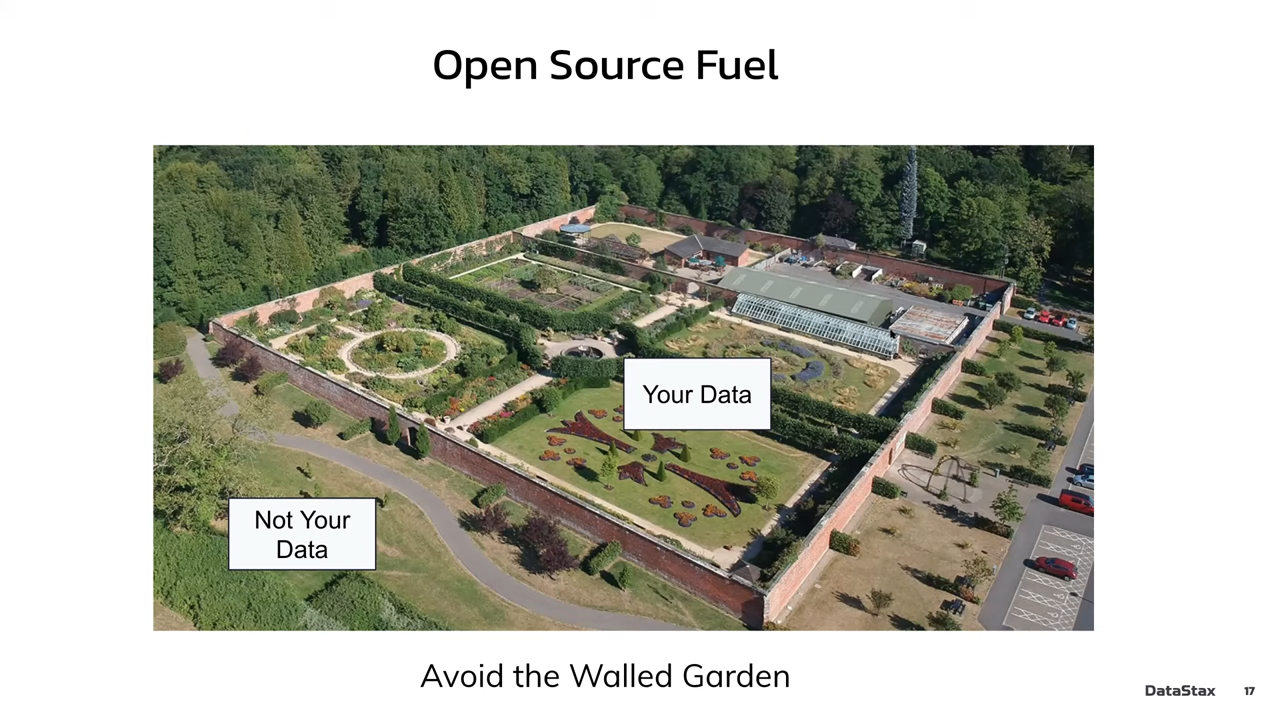 Open Source Fuel
Your Data
Not Your
Data
Avoid the Walled Garden
DataStax 17